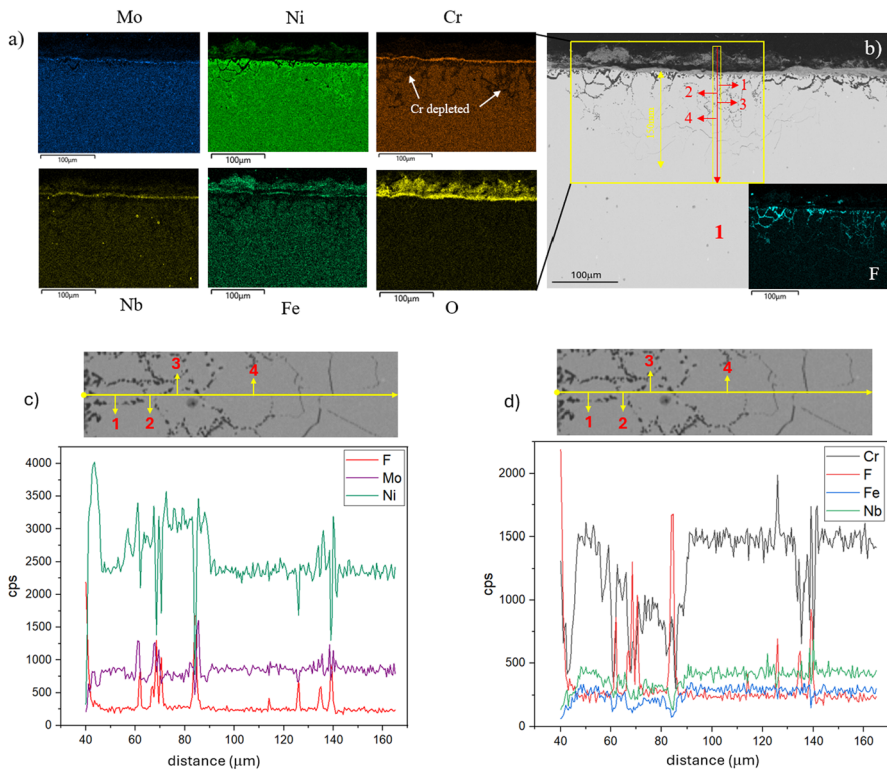 Mo Ni Cr
a)
Cr depleted
100μm 100μm 100μm
100μm 100μm 100μm
Nb Fe O
b)
1
2
3
4
1
100μm
F
100μm
c)
3 4
1 2
F
Mo
Ni
4000
3500
3000
2500
2000
1500
1000
500
0
cps
40 60 80 100 120 140 160
distance (μm)
d)
3 4
1 2
Cr
F
Fe
Nb
2000
1500
1000
500
0
cps
40 60 80 100 120 140 160
distance (μm)